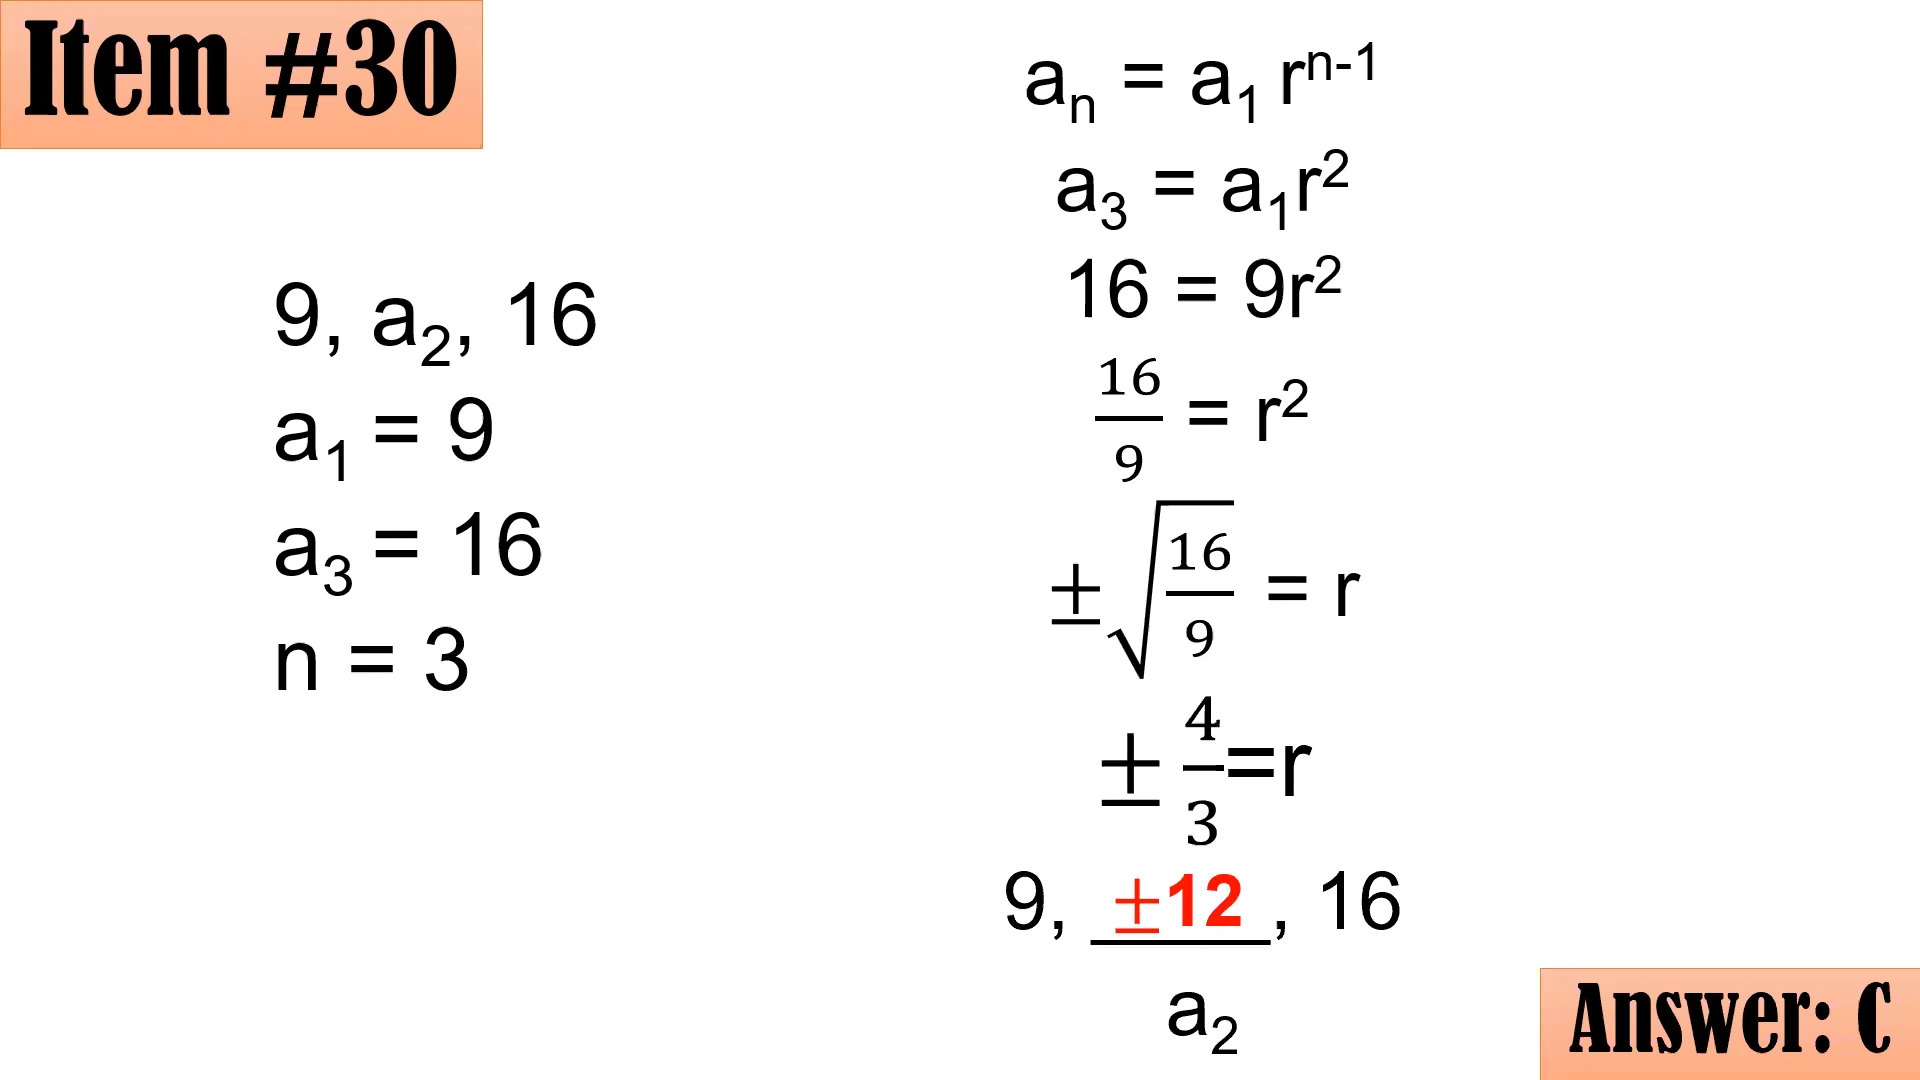 Item #30
9, a₂, 16
a₁ = 9
a₃ = 16
n = 3
aₙ = a₁ rⁿ⁻¹
a₃ = a₁r²
16 = 9r²
16/9 = r²
±√(16/9) = r
± 4/3=r
9, ±12, 16
a₂
Answer: C